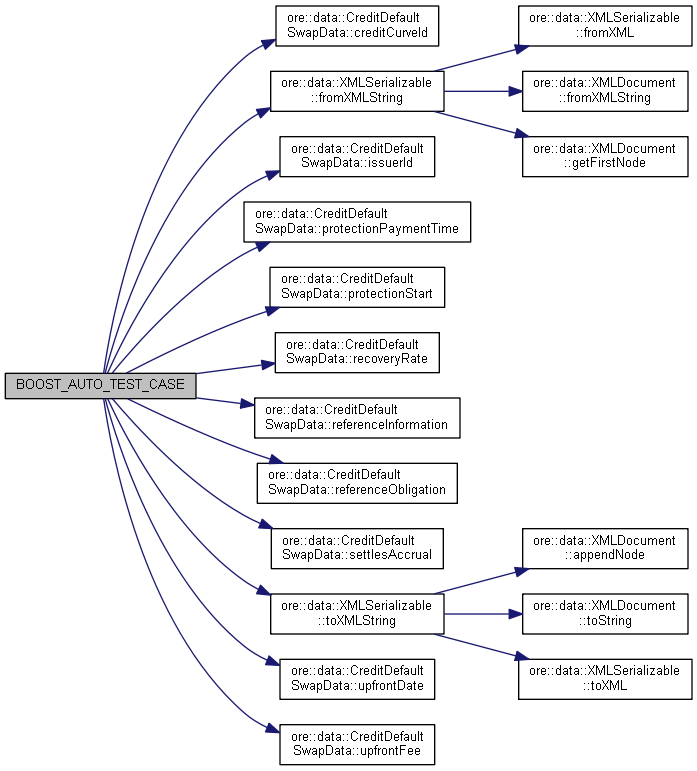 ore::data::CreditDefault
SwapData::creditCurveId
ore::data::XMLSerializable
::fromXML
ore::data::XMLSerializable
::fromXMLString
ore::data::XMLDocument
::fromXMLString
ore::data::XMLDocument
::getFirstNode
ore::data::CreditDefault
SwapData::issuerId
ore::data::CreditDefault
SwapData::protectionPaymentTime
ore::data::CreditDefault
SwapData::protectionStart
ore::data::CreditDefault
SwapData::recoveryRate
BOOST_AUTO_TEST_CASE
ore::data::CreditDefault
SwapData::referenceInformation
ore::data::CreditDefault
SwapData::referenceObligation
ore::data::CreditDefault
SwapData::settlesAccrual
ore::data::XMLDocument
::appendNode
ore::data::XMLSerializable
::toXMLString
ore::data::XMLDocument
::toString
ore::data::XMLSerializable
::toXML
ore::data::CreditDefault
SwapData::upfrontDate
ore::data::CreditDefault
SwapData::upfrontFee